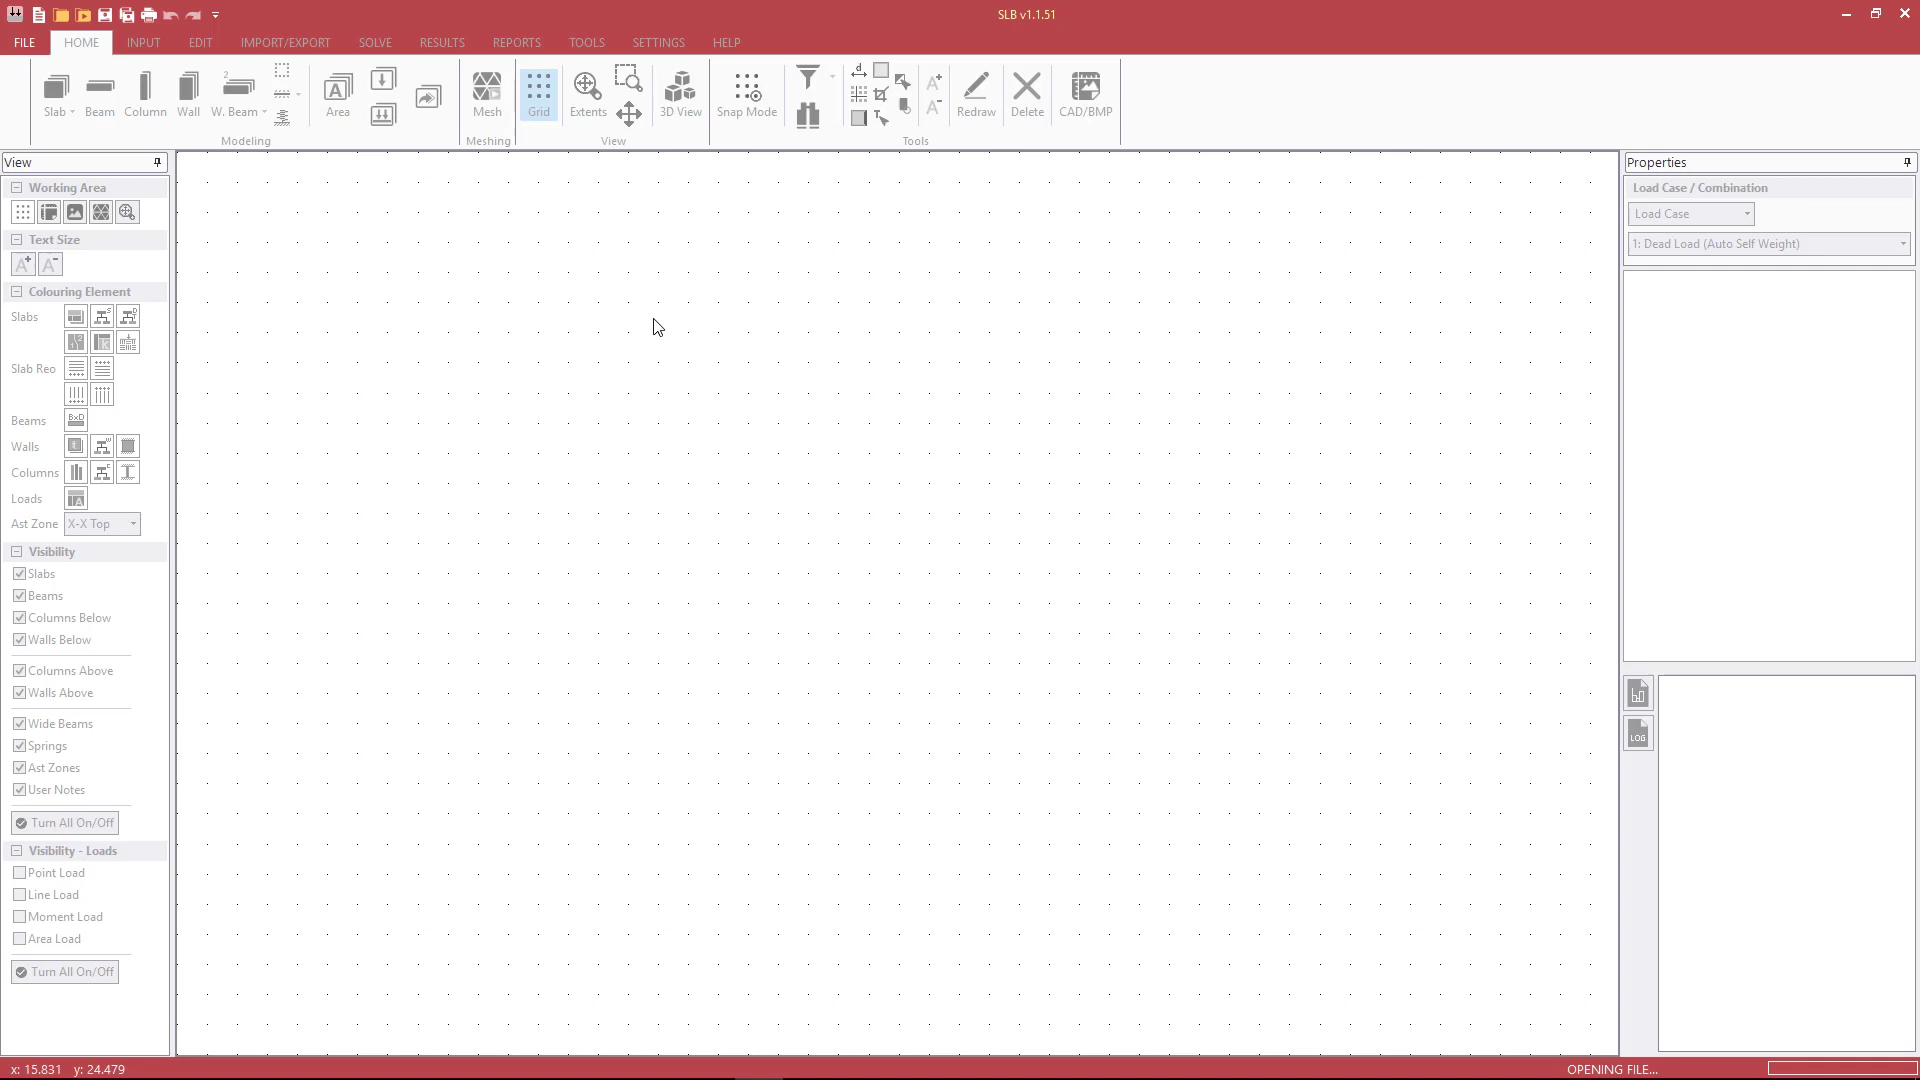 SLB v1.1.51
FILE HOME INPUT EDIT IMPORT/EXPORT SOLVE RESULTS REPORTS TOOLS SETTINGS HELP
Slab Beam Column Wall 2 W. Beam A Area Mesh Grid Extents 3D View Snap Mode d A+ A- Redraw Delete CAD/BMP
Modeling Meshing View Tools
View
Working Area
Text Size
A+ A-
Colouring Element
Slabs
Slab Reo
Beams BxD
Walls
Columns
Loads
Ast Zone X-X Top
Visibility
Slabs
Beams
Columns Below
Walls Below
Columns Above
Walls Above
Wide Beams
Springs
Ast Zones
User Notes
Turn All On/Off
Visibility - Loads
Point Load
Line Load
Moment Load
Area Load
Turn All On/Off
Properties
Load Case / Combination
Load Case
1: Dead Load (Auto Self Weight)
LOG
x: 15.831 y: 24.479
OPENING FILE...